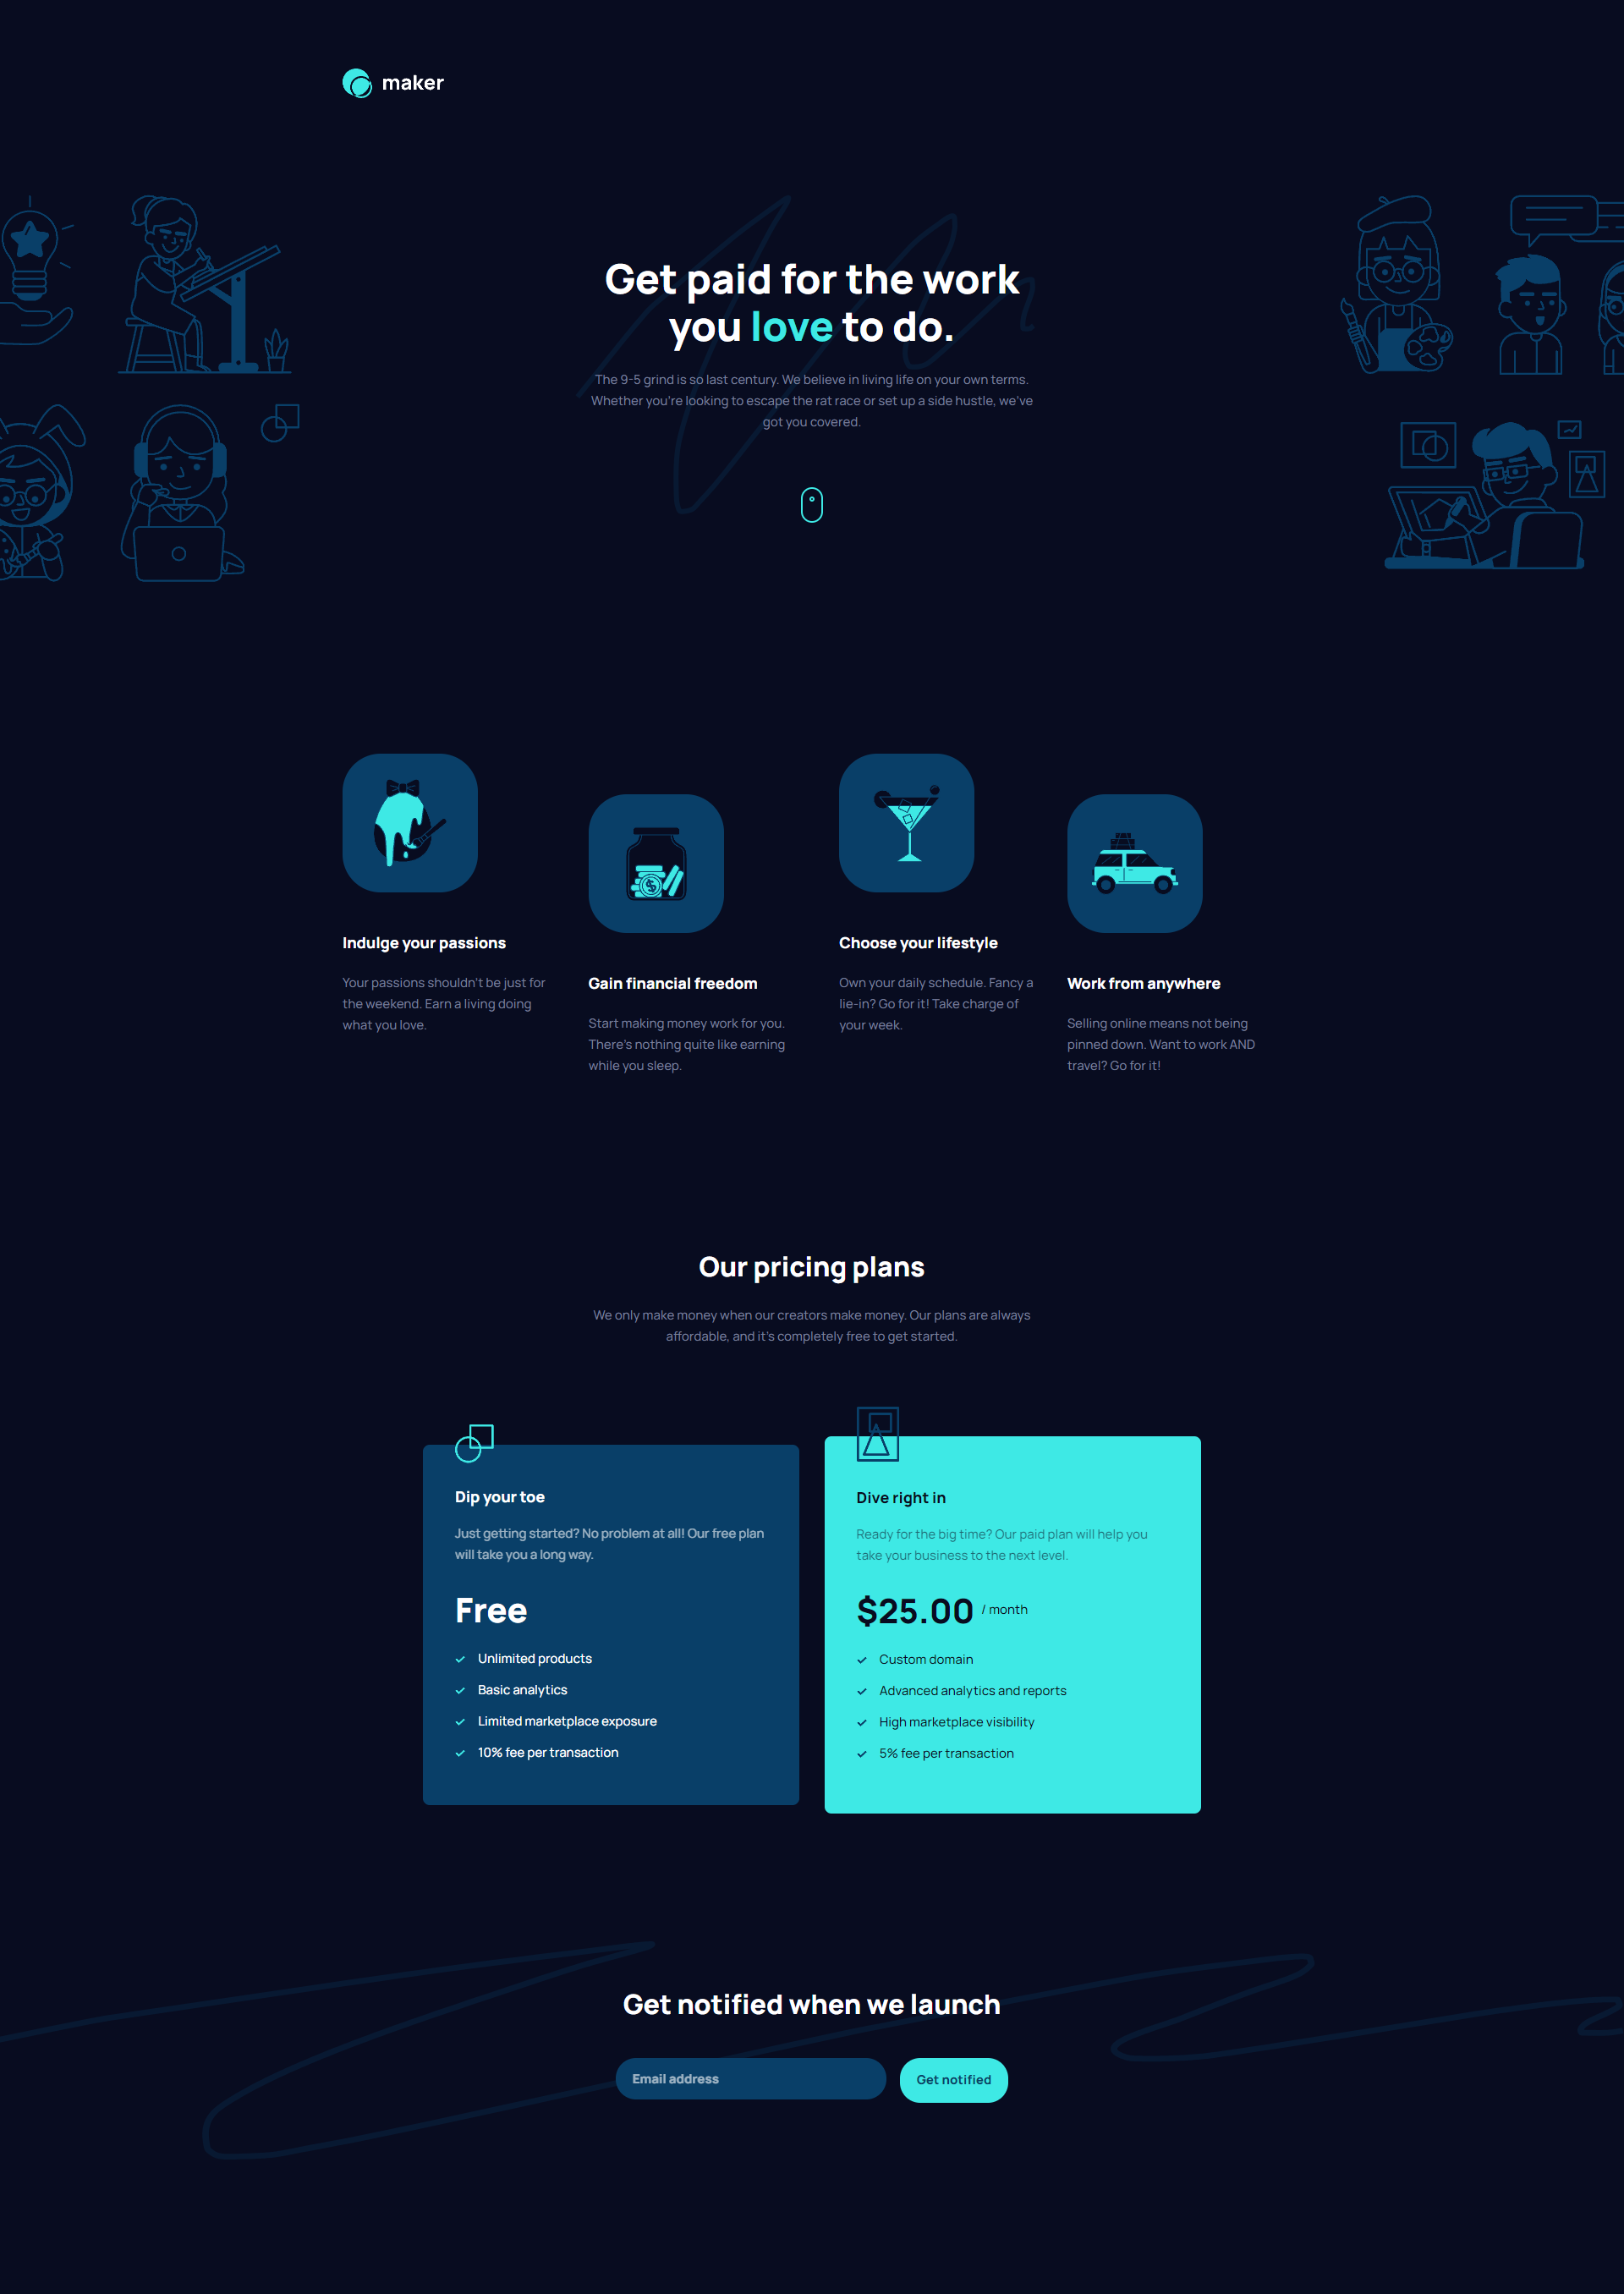 maker
Get paid for the work
you love to do.
The 9-5 grind is so last century. We believe in living life on your own terms.
Whether you're looking to escape the rat race or set up a side hustle, we've
got you covered.
Indulge your passions
Your passions shouldn't be just for
the weekend. Earn a living doing
what you love.
Gain financial freedom
Start making money work for you.
There's nothing quite like earning
while you sleep.
Choose your lifestyle
Own your daily schedule. Fancy a
lie-in? Go for it! Take charge of
your week.
Work from anywhere
Selling online means not being
pinned down. Want to work AND
travel? Go for it!
Our pricing plans
We only make money when our creators make money. Our plans are always
affordable, and it's completely free to get started.
Dip your toe
Just getting started? No problem at all! Our free plan
will take you a long way.
Free
Unlimited products
Basic analytics
Limited marketplace exposure
10% fee per transaction
Dive right in
Ready for the big time? Our paid plan will help you
take your business to the next level.
$25.00 / month
Custom domain
Advanced analytics and reports
High marketplace visibility
5% fee per transaction
Get notified when we launch
Email address
Get notified